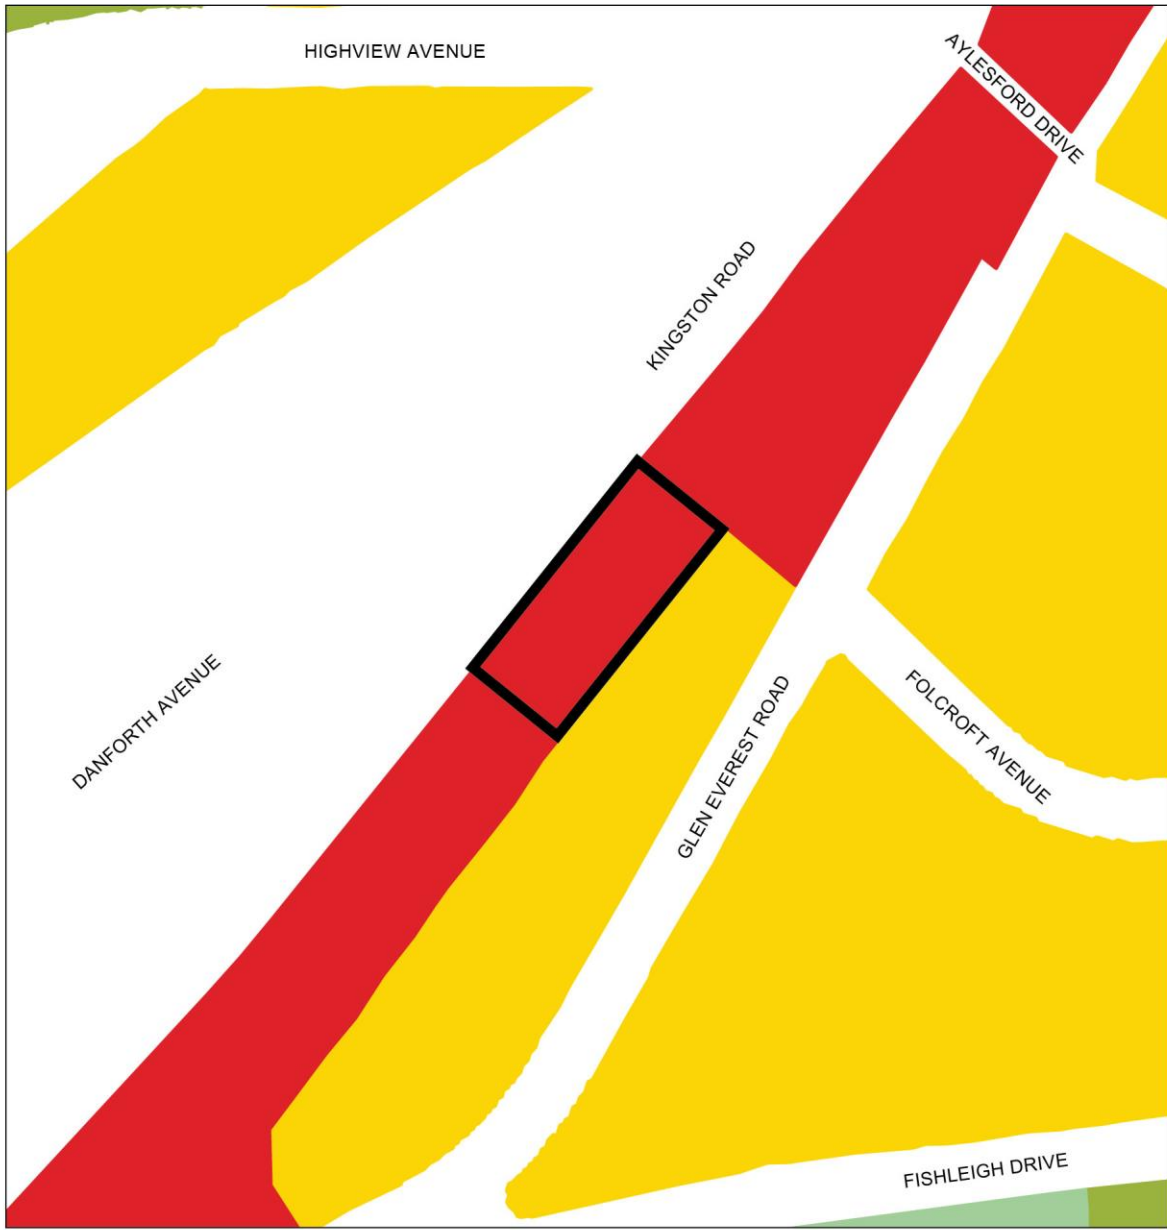 HIGHVIEW AVENUE
AYLESFORD DRIVE
KINGSTON ROAD
DANFORTH AVENUE
GLEN EVEREST ROAD
FOLCROFT AVENUE
FISHLEIGH DRIVE